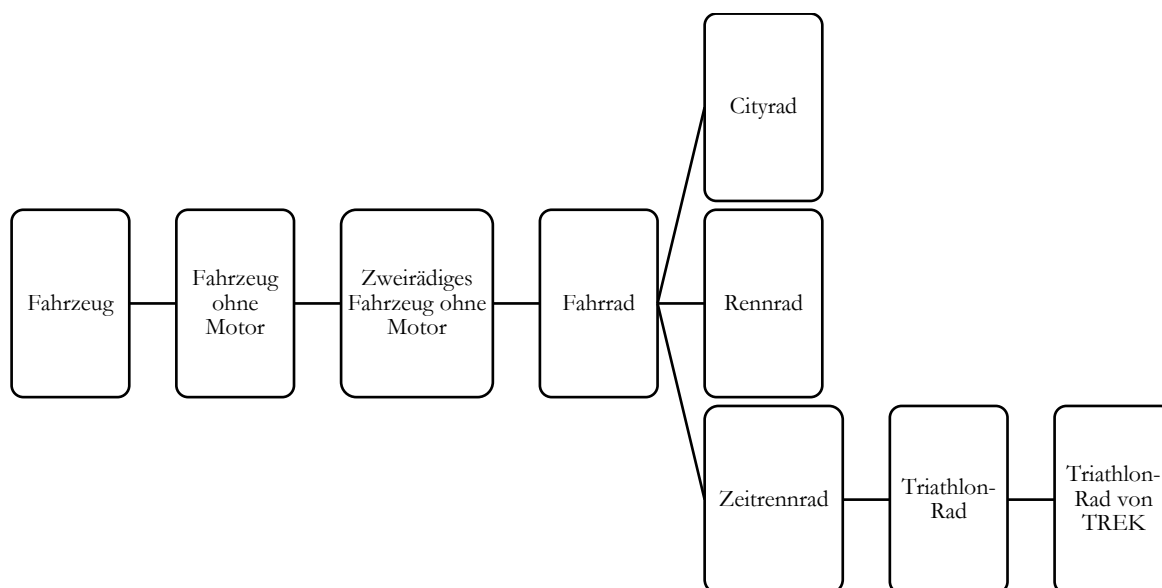 Cityrad
Fahrzeug
Fahrzeug
ohne
Motor
Zweirädiges
Fahrzeug ohne
Motor
Fahrrad
Rennrad
Zeitrennrad
Triathlon-
Rad
Triathlon-
Rad von
TREK